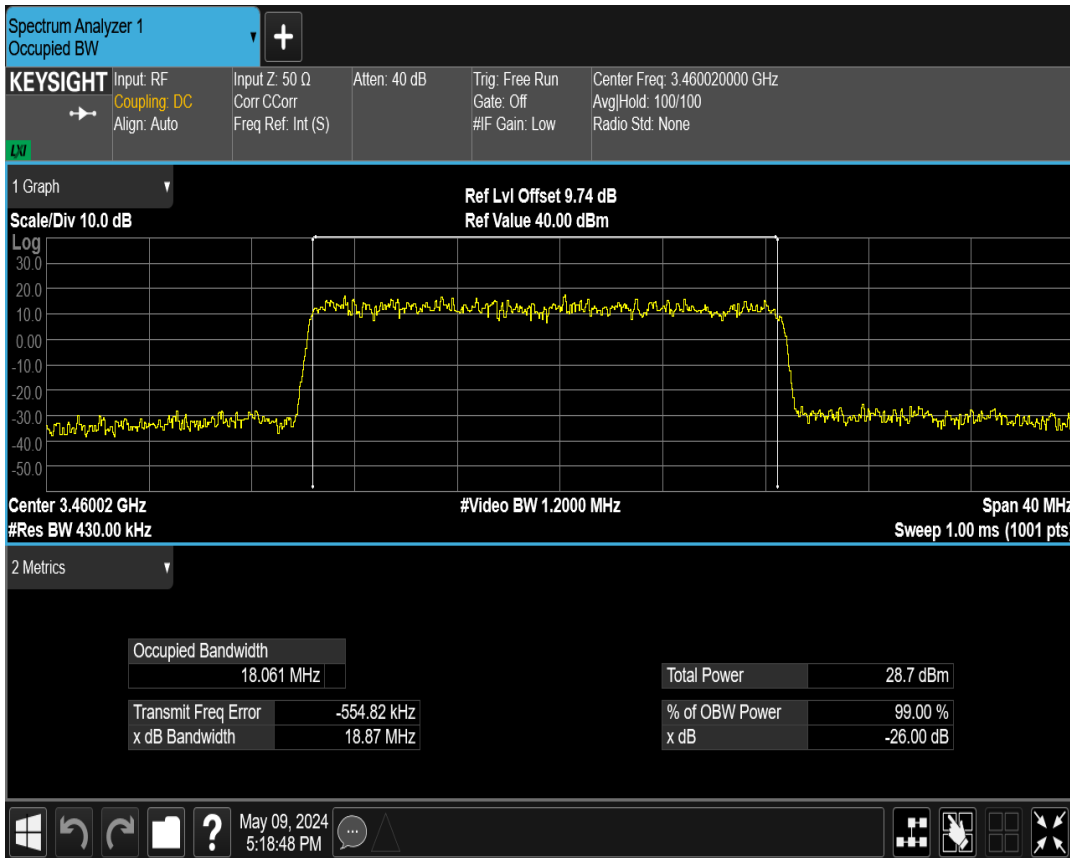 Spectrum Analyzer 1
Occupied BW
+
KEYSIGHT
LXI
Input: RF
Coupling: DC
Align: Auto
Input Z: 50 Ω
Corr CCorr
Freq Ref: Int (S)
Atten: 40 dB
Trig: Free Run
Gate: Off
#IF Gain: Low
Center Freq: 3.460020000 GHz
Avg|Hold: 100/100
Radio Std: None
1 Graph
Scale/Div 10.0 dB
Ref Lvl Offset 9.74 dB
Ref Value 40.00 dBm
Log
30.0
20.0
10.0
0.00
-10.0
-20.0
-30.0
-40.0
-50.0
Center 3.46002 GHz
#Video BW 1.2000 MHz
Span 40 MHz
#Res BW 430.00 kHz
Sweep 1.00 ms (1001 pts)
2 Metrics
Occupied Bandwidth
18.061 MHz
Total Power 28.7 dBm
Transmit Freq Error -554.82 kHz
% of OBW Power 99.00 %
x dB Bandwidth 18.87 MHz
x dB -26.00 dB
?
May 09, 2024
5:18:48 PM